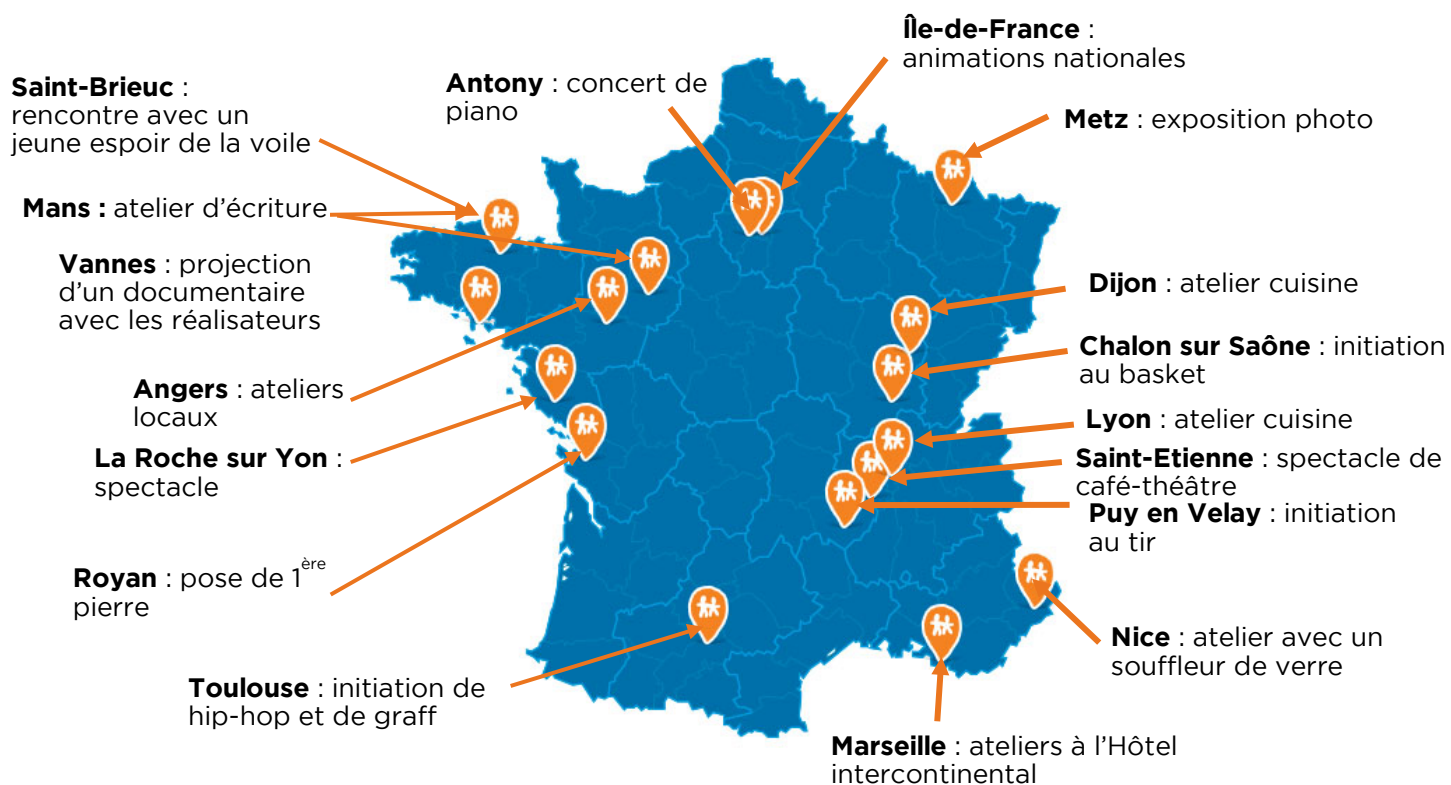 Île-de-France :
animations nationales
Antony : concert de
piano
Saint-Brieuc :
rencontre avec un
jeune espoir de la voile
Metz : exposition photo
Mans : atelier d’écriture
Vannes : projection
d’un documentaire
avec les réalisateurs
Dijon : atelier cuisine
Chalon sur Saône : initiation
au basket
Angers : ateliers
locaux
Lyon : atelier cuisine
La Roche sur Yon :
spectacle
Saint-Etienne : spectacle de
café-théâtre
Puy en Velay : initiation
au tir
Royan : pose de 1ère
pierre
Nice : atelier avec un
souffleur de verre
Toulouse : initiation de
hip-hop et de graff
Marseille : ateliers à l’Hôtel
intercontinental